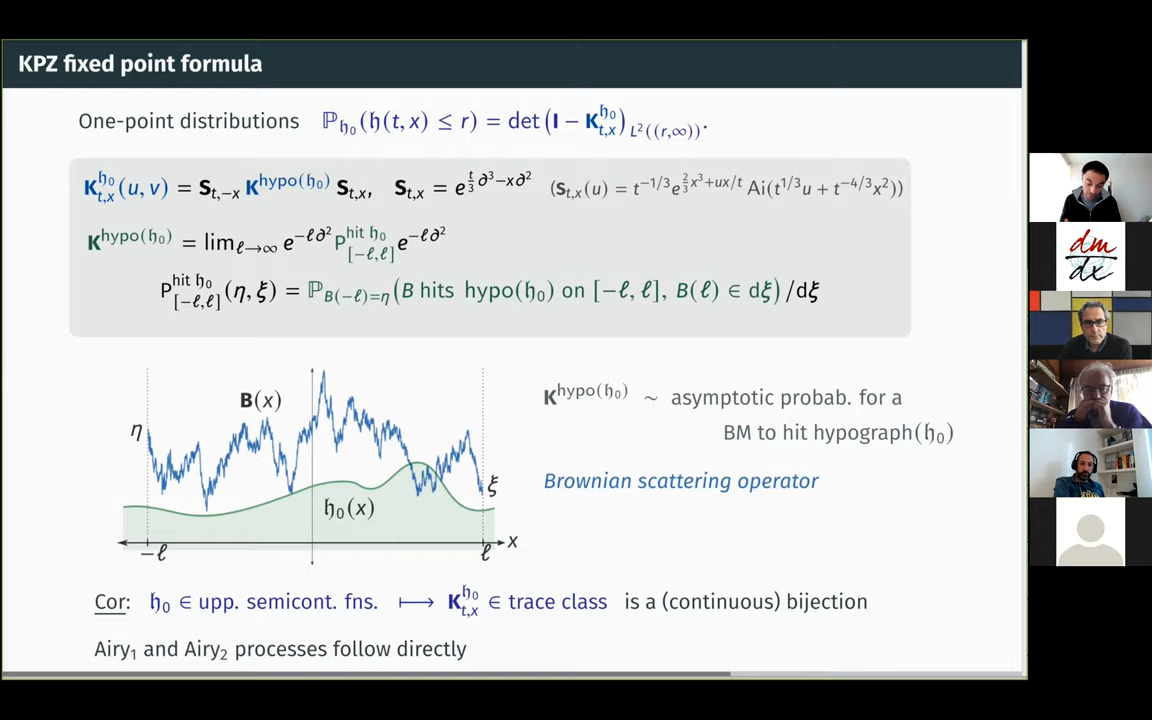 KPZ fixed point formula
One-point distributions ℙ_{𝔥₀}(𝔥(t, x) ≤ r) = det(I − K^{𝔥₀}_{t,x})_{L²((r,∞))}.
K^{𝔥₀}_{t,x}(u, v) = S_{t,−x} K^{hypo(𝔥₀)} S_{t,x}, S_{t,x} = e^{t/3 ∂³−x∂²} (S_{t,x}(u) = t^{−1/3}e^{2/3 x³+ux/t} Ai(t^{1/3}u + t^{−4/3}x²))
K^{hypo(𝔥₀)} = lim_{ℓ→∞} e^{−ℓ∂²} P^{hit 𝔥₀}_{[−ℓ,ℓ]} e^{−ℓ∂²}
P^{hit 𝔥₀}_{[−ℓ,ℓ]}(η, ξ) = ℙ_{B(−ℓ)=η}(B hits hypo(𝔥₀) on [−ℓ, ℓ], B(ℓ) ∈ dξ)/dξ
B(x)
η
ξ
𝔥₀(x)
−ℓ
ℓ
x
K^{hypo(𝔥₀)} ~ asymptotic probab. for a
BM to hit hypograph(𝔥₀)
Brownian scattering operator
Cor: 𝔥₀ ∈ upp. semicont. fns. ⟼ K^{𝔥₀}_{t,x} ∈ trace class is a (continuous) bijection
Airy₁ and Airy₂ processes follow directly
dm
dx